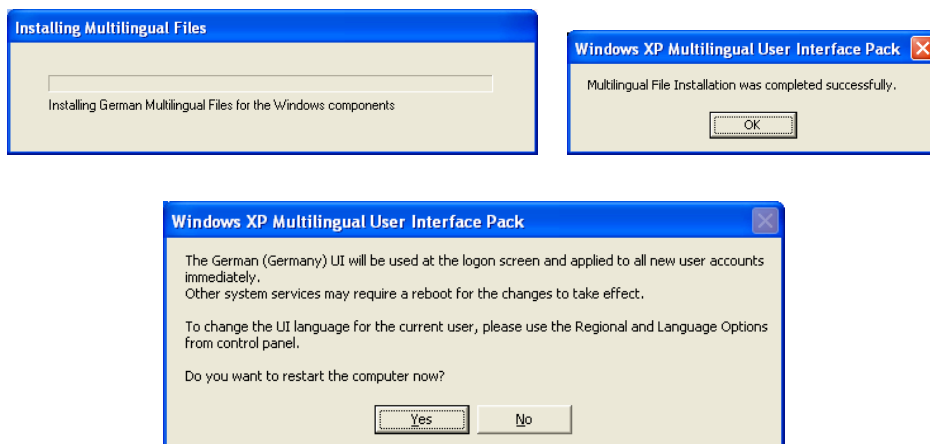 Installing Multilingual Files
Installing German Multilingual Files for the Windows components
Windows XP Multilingual User Interface Pack
Multilingual File Installation was completed successfully.
OK
Windows XP Multilingual User Interface Pack
The German (Germany) UI will be used at the logon screen and applied to all new user accounts
immediately.
Other system services may require a reboot for the changes to take effect.
To change the UI language for the current user, please use the Regional and Language Options
from control panel.
Do you want to restart the computer now?
Yes
No